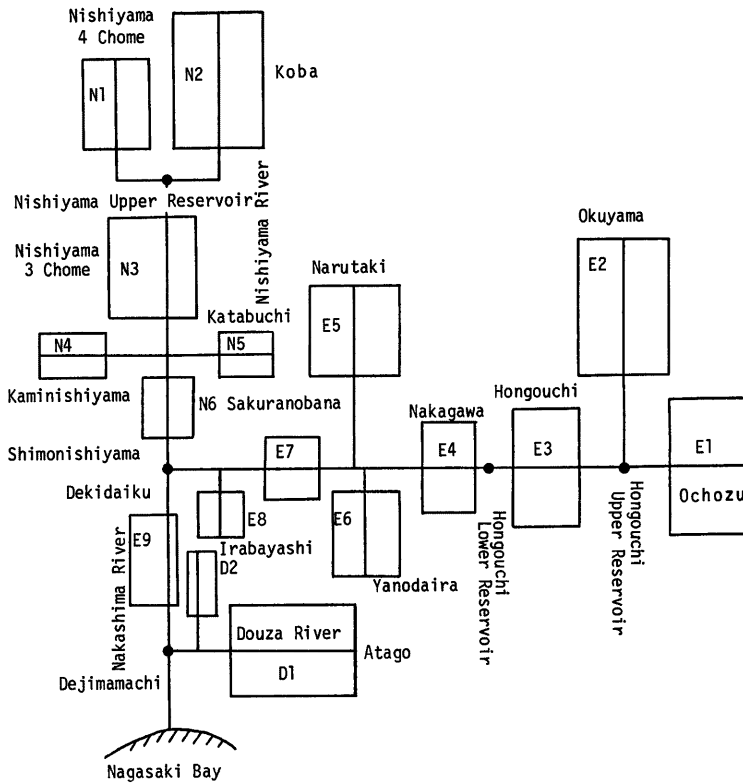 Nishiyama
4 Chome
N1
N2
Koba
Nishiyama Upper Reservoir
Nishiyama River
Nishiyama
3 Chome
N3
Okuyama
E2
Narutaki
E5
Katabuchi
N4
N5
Kaminishiyama
N6 Sakuranobana
Nakagawa
Hongouchi
Shimonishiyama
E7
E4
E3
E1
Ochozu
Dekidaiku
E8
E6
Irabayashi
Yanodaira
Hongouchi
Lower Reservoir
Hongouchi
Upper Reservoir
E9
D2
Nakashima River
Douza River
Atago
D1
Dejimamachi
Nagasaki Bay